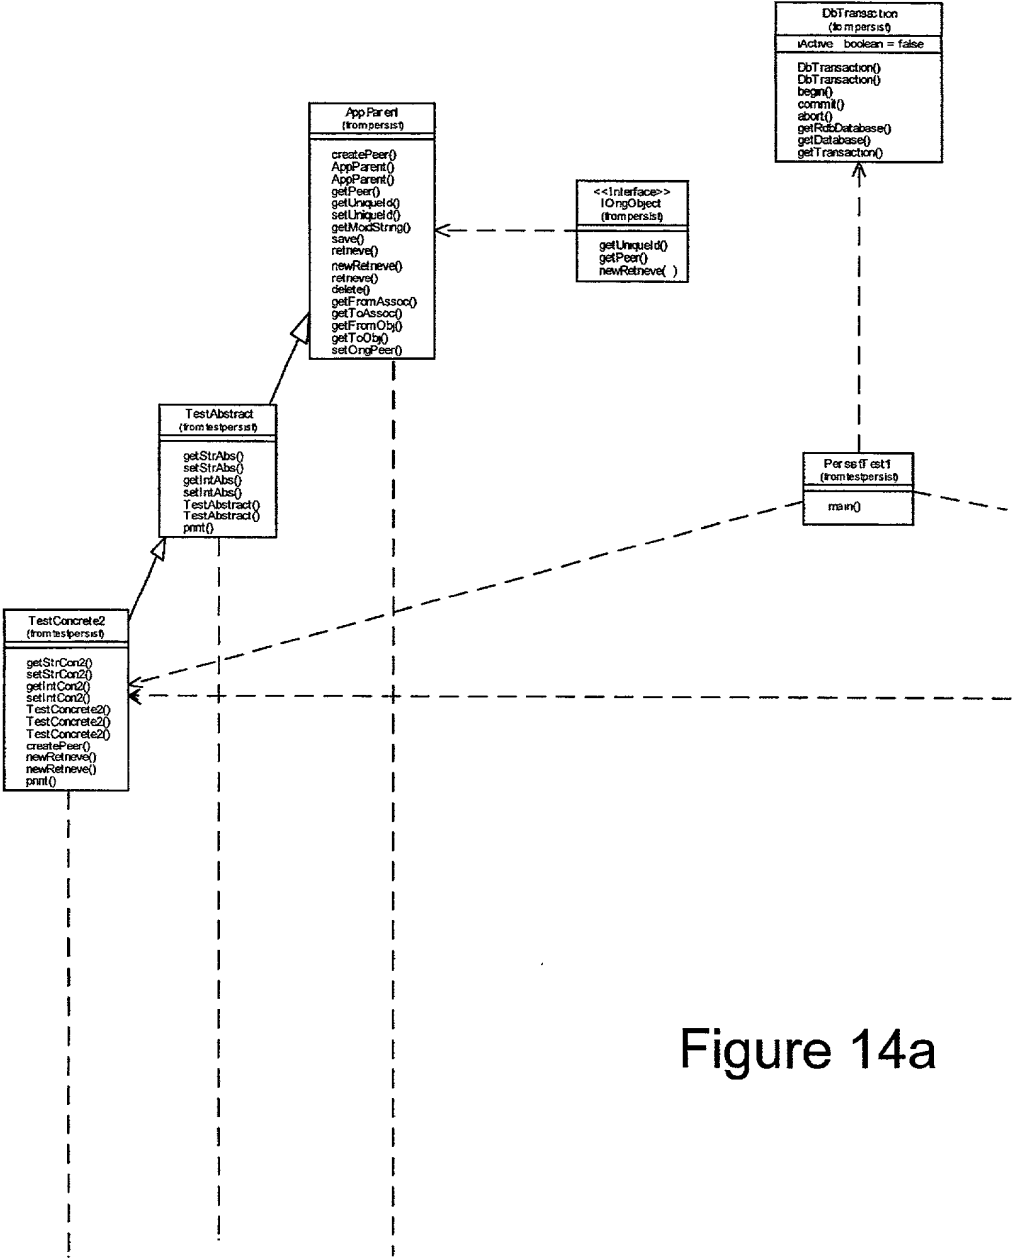 DbTransaction
(from persist)
iActive boolean = false
DbTransaction()
DbTransaction()
begin()
commit()
abort()
getRdbDatabase()
getDatabase()
getTransaction()
AppParent
(from persist)
createPeer()
AppParent()
AppParent()
getPeer()
getUniqueId()
setUniqueId()
getModString()
save()
retrieve()
newRetrieve()
retrieve()
delete()
getFromAssoc()
getToAssoc()
getFromObj()
getToObj()
setOrigPeer()
<<Interface>>
IOrigObject
(from persist)
getUniqueId()
getPeer()
newRetrieve( )
TestAbstract
(from testpersist)
getStrAbs()
setStrAbs()
getIntAbs()
setIntAbs()
TestAbstract()
TestAbstract()
print()
PersistTest1
(from testpersist)
main()
TestConcrete2
(from testpersist)
getStrCon2()
setStrCon2()
getIntCon2()
setIntCon2()
TestConcrete2()
TestConcrete2()
TestConcrete2()
createPeer()
newRetrieve()
newRetrieve()
print()
Figure 14a